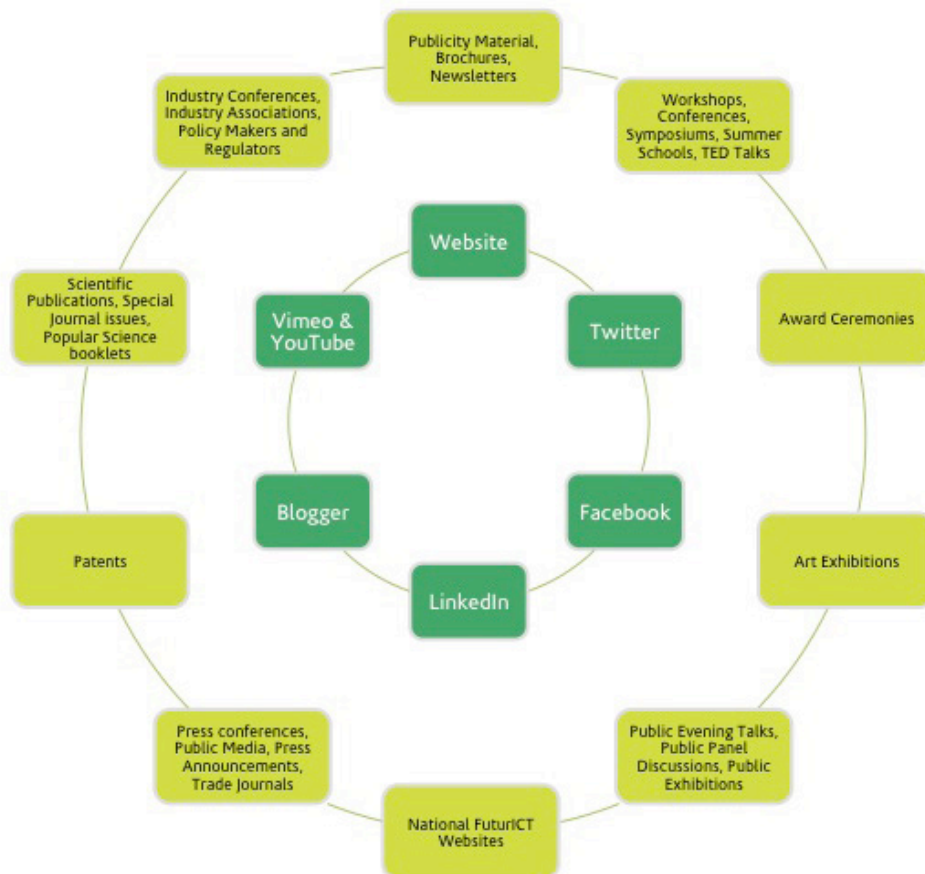 Publicity Material,
Brochures,
Newsletters
Industry Conferences,
Industry Associations,
Policy Makers and
Regulators
Workshops,
Conferences,
Symposiums, Summer
Schools, TED Talks
Website
Scientific
Publications, Special
Journal issues,
Popular Science
booklets
Vimeo &
YouTube
Twitter
Award Ceremonies
Patents
Blogger
Facebook
Art Exhibitions
LinkedIn
Press conferences,
Public Media, Press
Announcements,
Trade Journals
Public Evening Talks,
Public Panel
Discussions, Public
Exhibitions
National FuturICT
Websites